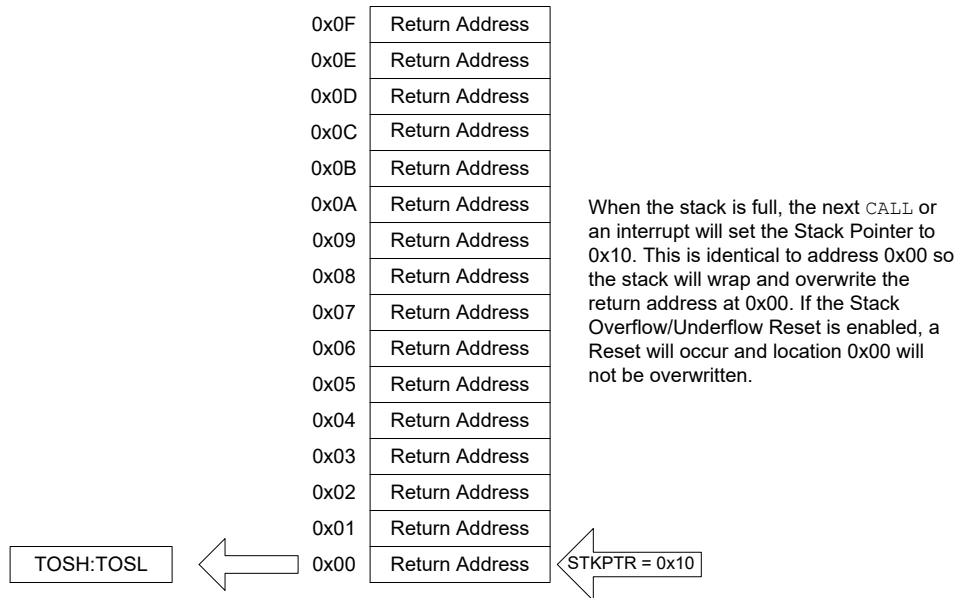 0x0F Return Address
0x0E Return Address
0x0D Return Address
0x0C Return Address
0x0B Return Address
0x0A Return Address
0x09 Return Address
0x08 Return Address
0x07 Return Address
0x06 Return Address
0x05 Return Address
0x04 Return Address
0x03 Return Address
0x02 Return Address
0x01 Return Address
TOSH:TOSL 0x00 Return Address STKPTR = 0x10
When the stack is full, the next CALL or
an interrupt will set the Stack Pointer to
0x10. This is identical to address 0x00 so
the stack will wrap and overwrite the
return address at 0x00. If the Stack
Overflow/Underflow Reset is enabled, a
Reset will occur and location 0x00 will
not be overwritten.